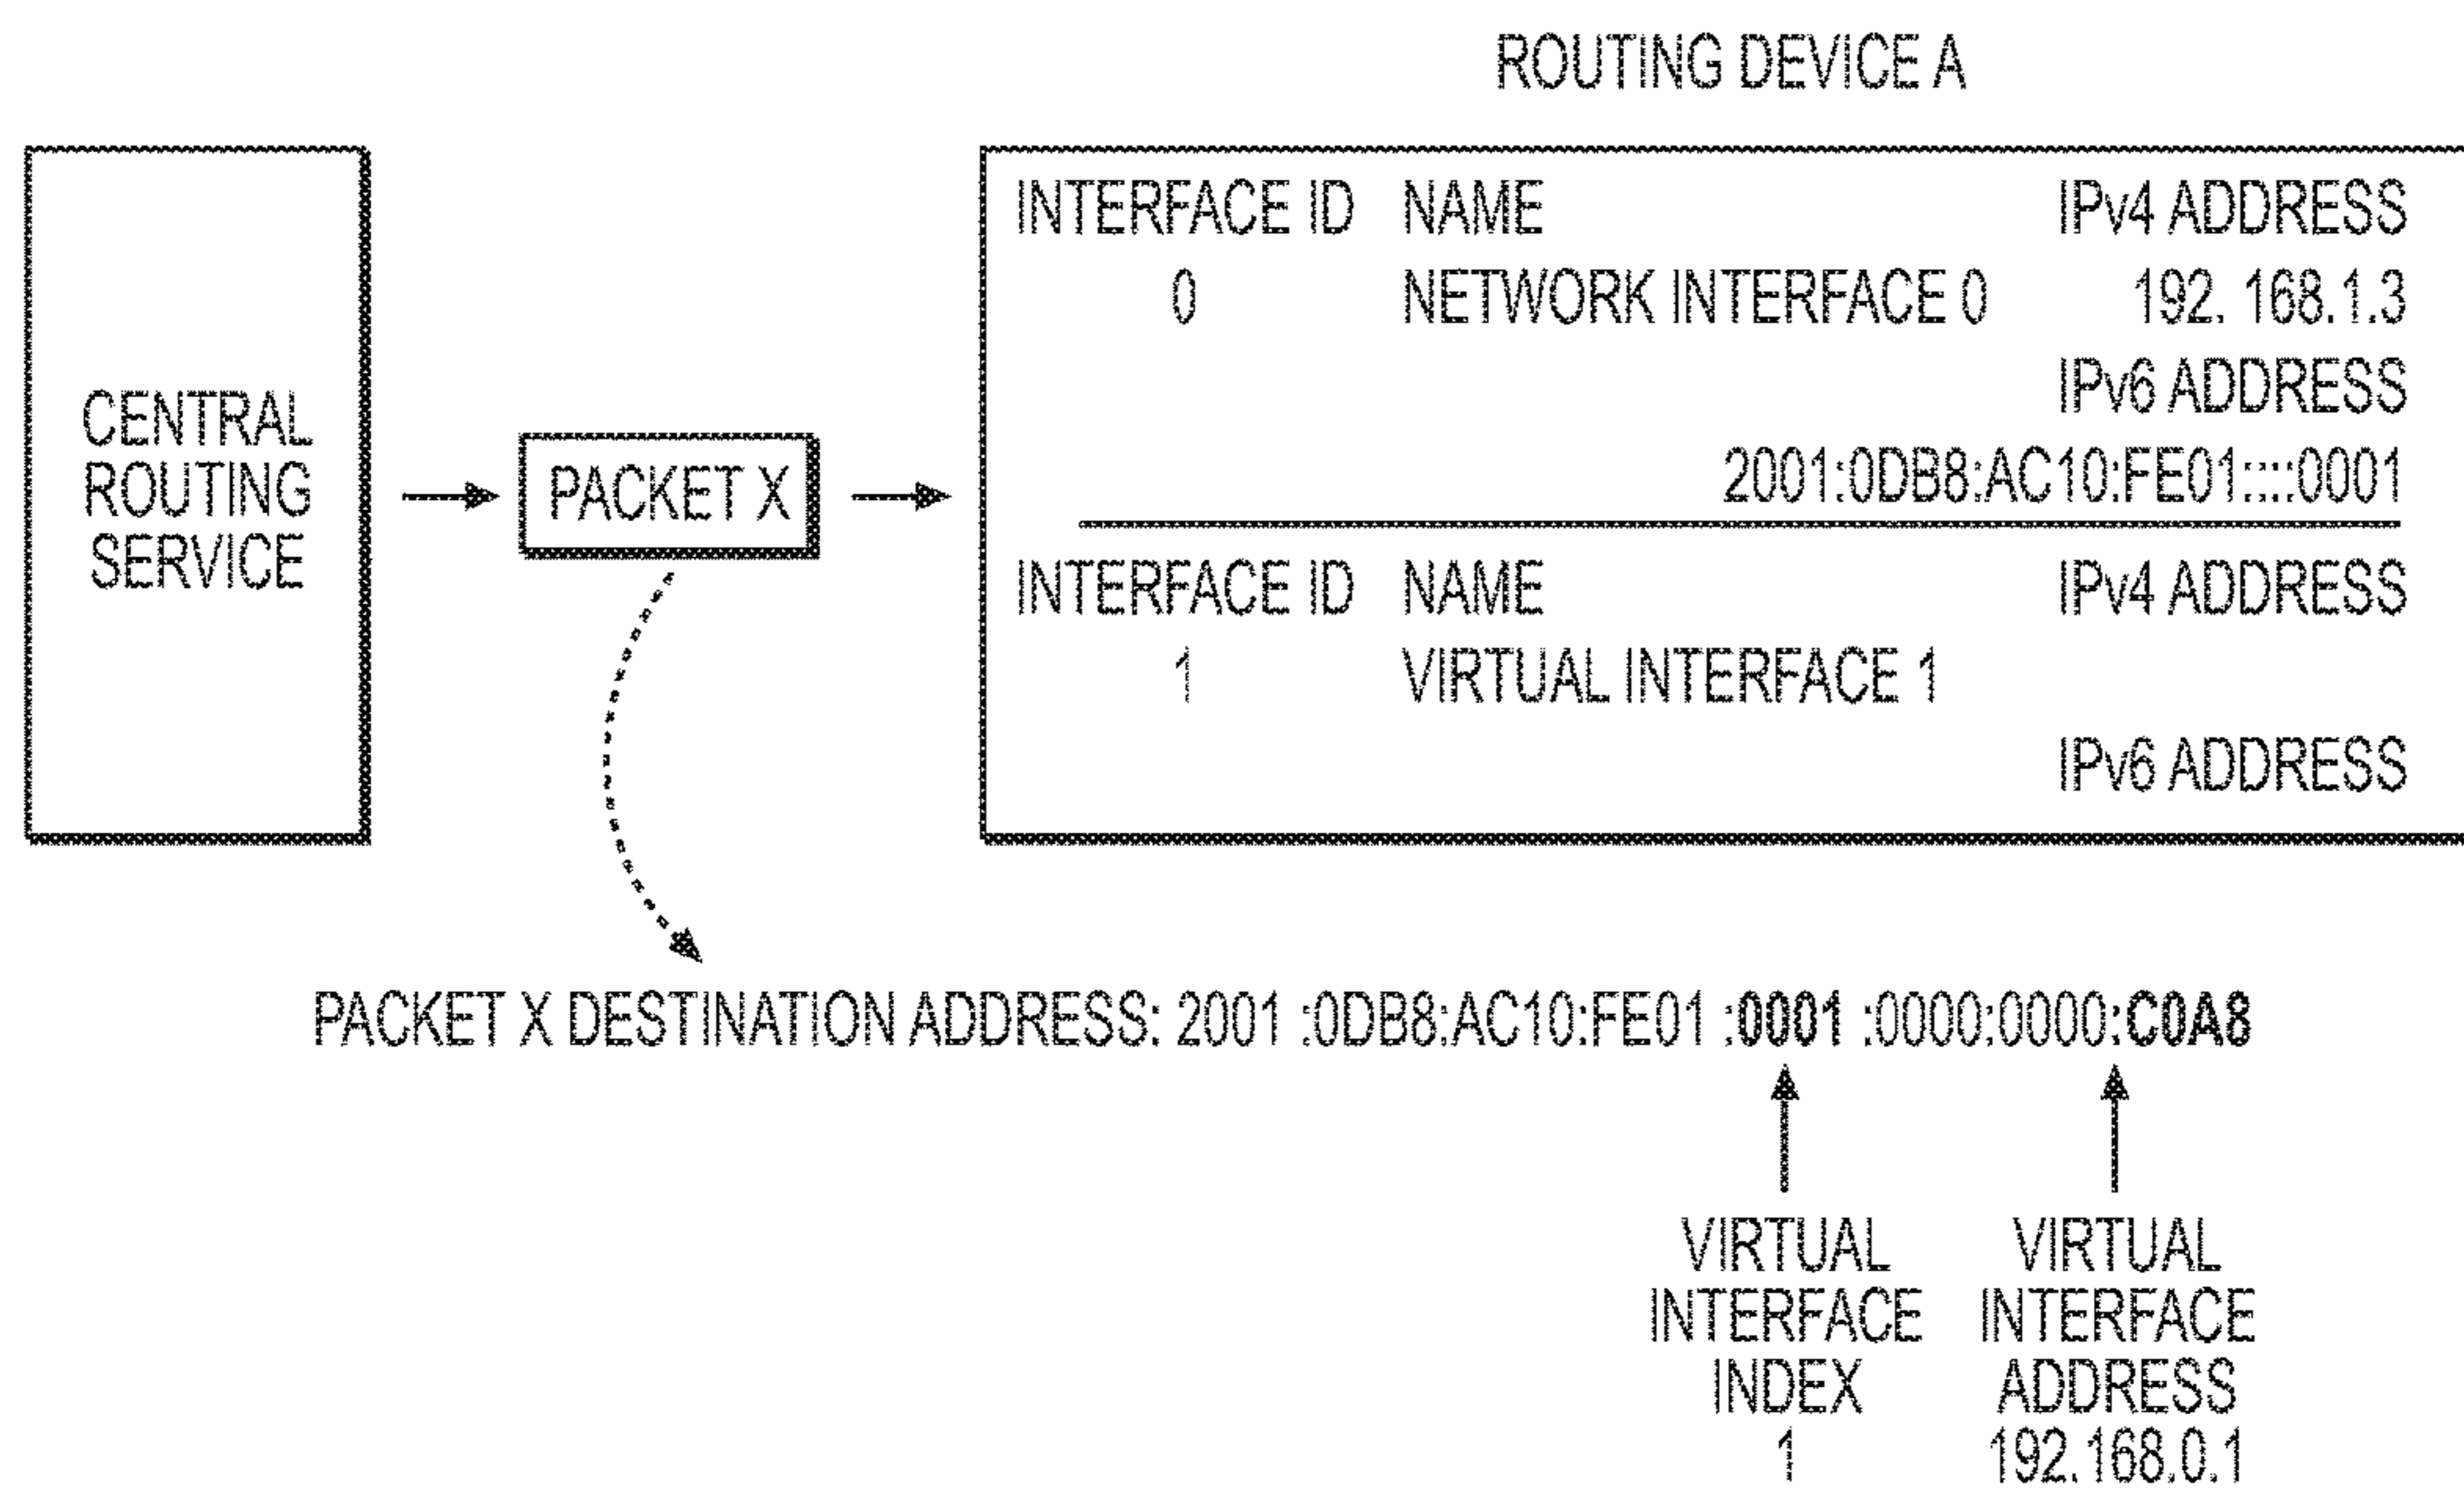 ROUTING DEVICE A
CENTRAL
ROUTING
SERVICE
PACKET X
INTERFACE ID NAME IPv4 ADDRESS
0 NETWORK INTERFACE 0 192. 168.1.3
IPv6 ADDRESS
2001:0DB8:AC10:FE01::::0001
INTERFACE ID NAME IPv4 ADDRESS
1 VIRTUAL INTERFACE 1
IPv6 ADDRESS
PACKET X DESTINATION ADDRESS: 2001 :0DB8:AC10:FE01 :0001 :0000:0000:C0A8
VIRTUAL
INTERFACE
INDEX
1
VIRTUAL
INTERFACE
ADDRESS
192.168.0.1